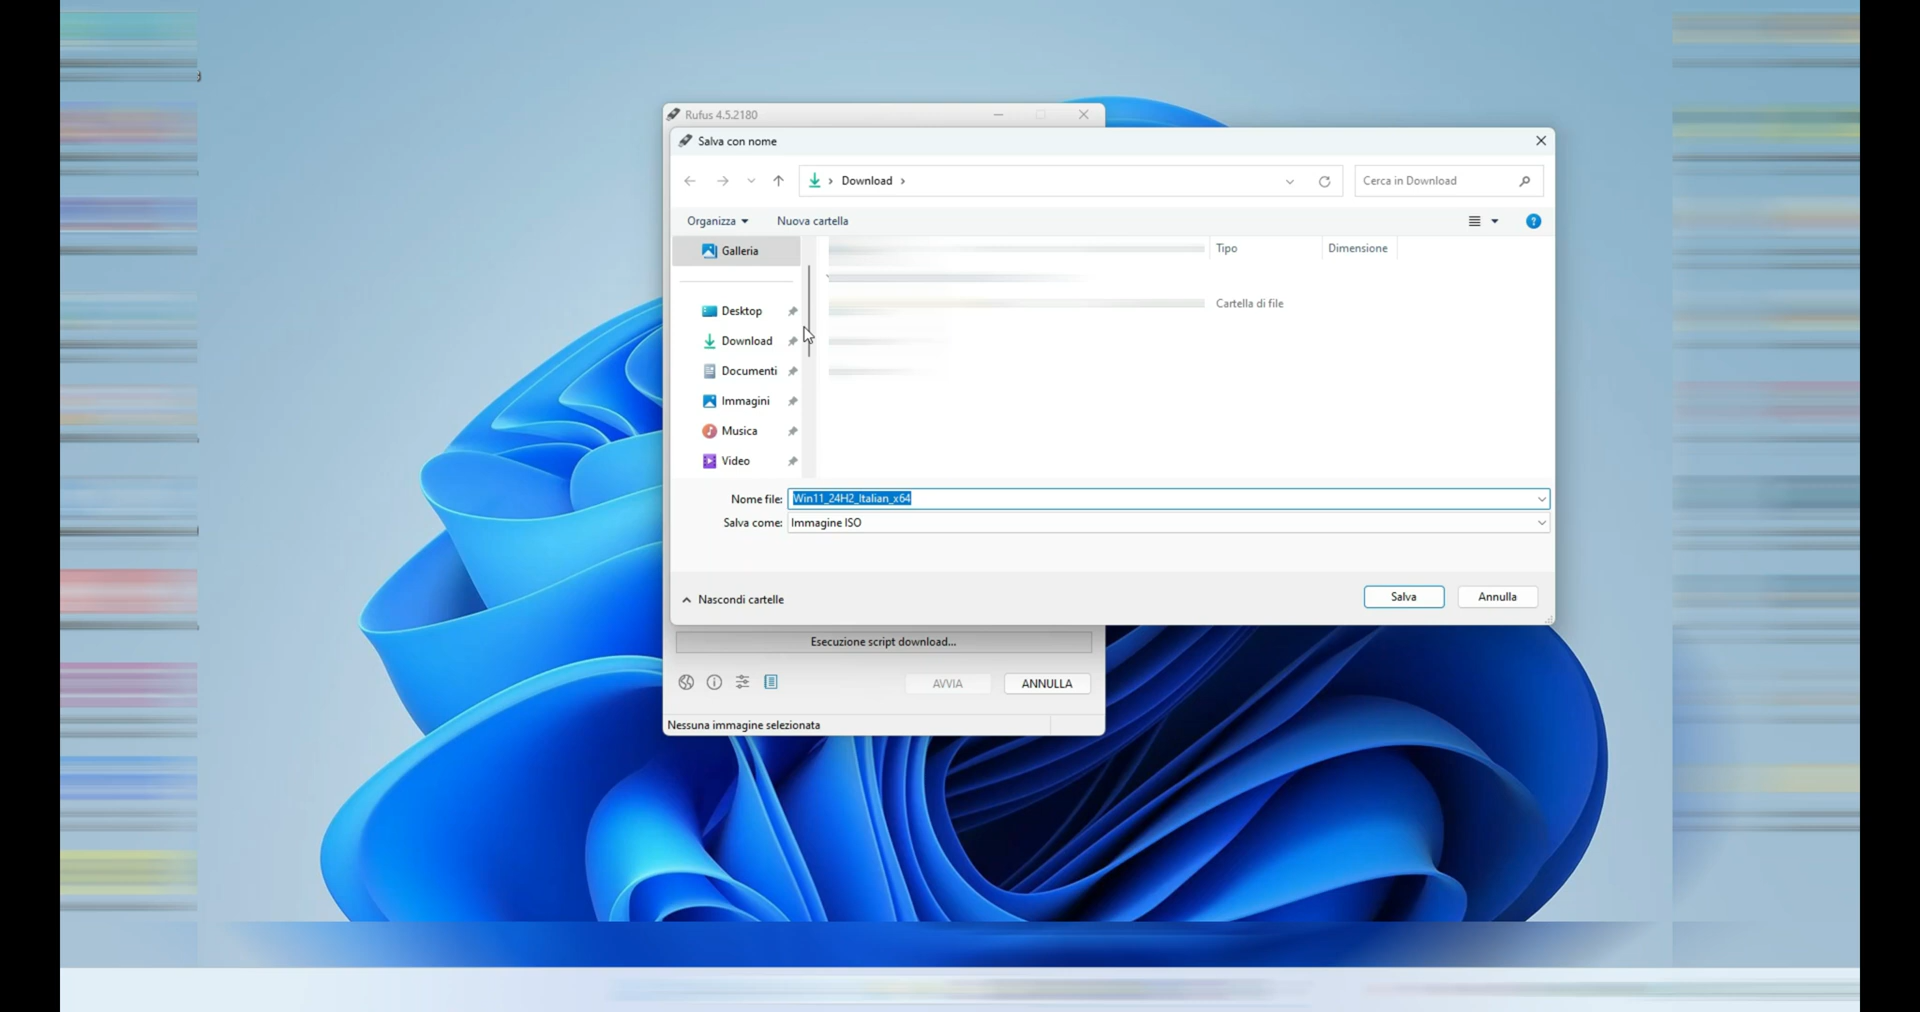 Rufus 4.5.2180
Salva con nome
Download
Cerca in Download
Organizza
Nuova cartella
Galleria
Tipo
Dimensione
Cartella di file
Desktop
Download
Documenti
Immagini
Musica
Video
Nome file: Win11_24H2_Italian_x64
Salva come: Immagine ISO
Nascondi cartelle
Salva
Annulla
Esecuzione script download...
AVVIA
ANNULLA
Nessuna immagine selezionata